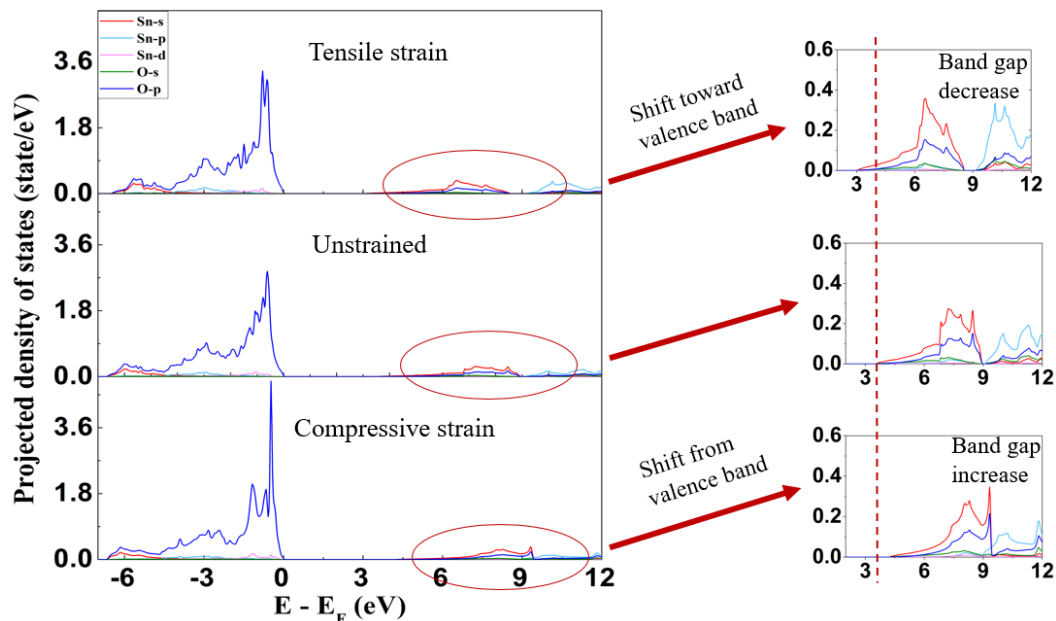 Projected density of states (state/eV)
Sn-s
Sn-p
Sn-d
O-s
O-p
Tensile strain
3.6
1.8
0.0
Unstrained
3.6
1.8
0.0
Compressive strain
3.6
1.8
0.0
-6 -3 0 3 6 9 12
E - E_F (eV)
Shift toward
valence band
Shift from
valence band
Band gap
decrease
0.6
0.4
0.2
0.0
3 6 9 12
0.6
0.4
0.2
0.0
3 6 9 12
Band gap
increase
0.6
0.4
0.2
0.0
3 6 9 12